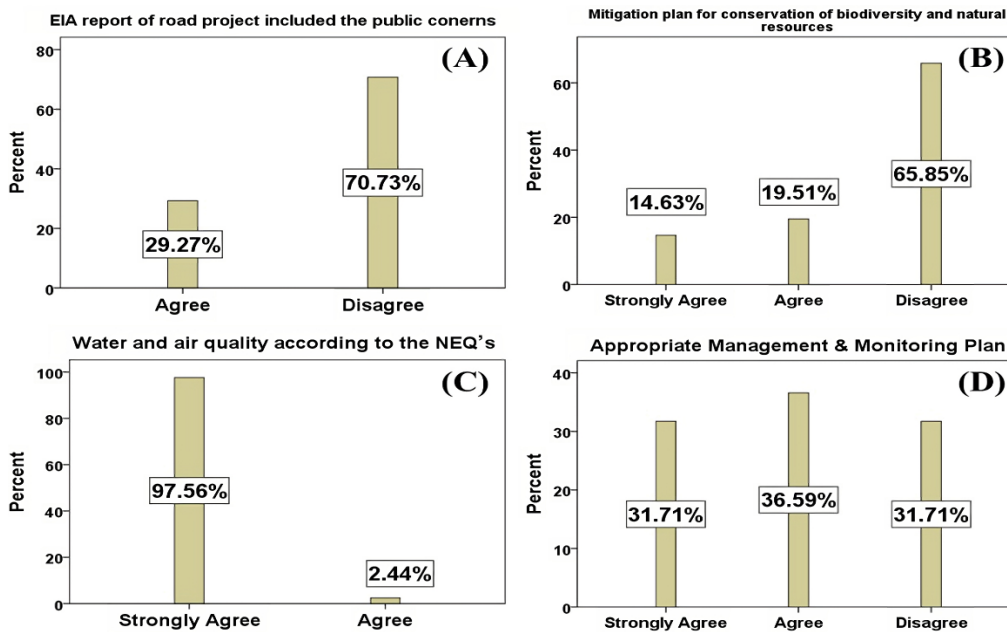 EIA report of road project included the public conerns
(A)
Percent
80
60
40
20
0
29.27%
70.73%
Agree Disagree
Mitigation plan for conservation of biodiversity and natural
resources
(B)
Percent
60
40
20
0
14.63%
19.51%
65.85%
Strongly Agree Agree Disagree
Water and air quality according to the NEQ's
(C)
Percent
100
80
60
40
20
0
97.56%
2.44%
Strongly Agree Agree
Appropriate Management & Monitoring Plan
(D)
Percent
40
30
20
10
0
31.71%
36.59%
31.71%
Strongly Agree Agree Disagree